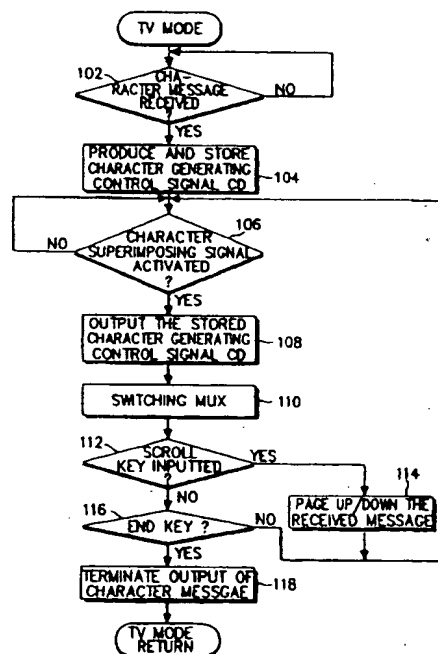 TV MODE
102
CHA-
RACTER MESSAGE
RECEIVED
?
NO
YES
PRODUCE AND STORE
CHARACTER GENERATING
CONTROL SIGNAL CD
104
106
CHARACTER
SUPERIMPOSING SIGNAL
ACTIVATED
?
NO
YES
OUTPUT THE STORED
CHARACTER GENERATING
CONTROL SIGNAL CD
108
SWITCHING MUX
110
112
SCROLL
KEY INPUTTED
?
YES
NO
114
PAGE UP/DOWN THE
RECEIVED MESSAGE
116
END KEY ?
NO
YES
TERMINATE OUTPUT OF
CHARACTER MESSGAE
118
TV MODE
RETURN